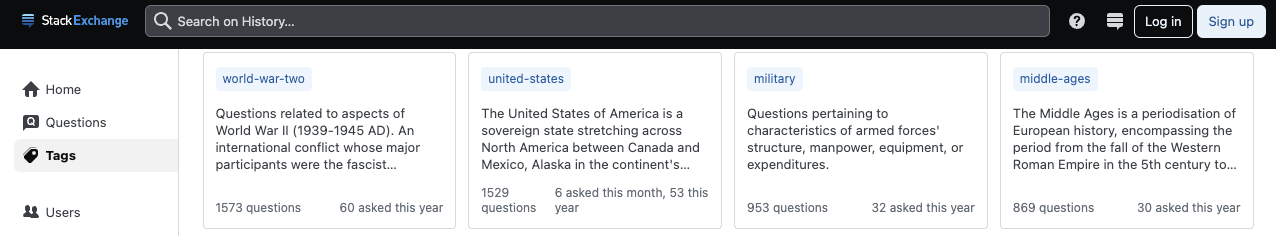 StackExchange
Search on History...
Log in
Sign up
Home
Questions
Tags
Users
world-war-two
Questions related to aspects of
World War II (1939-1945 AD). An
international conflict whose major
participants were the fascist...
1573 questions
60 asked this year
united-states
The United States of America is a
sovereign state stretching across
North America between Canada and
Mexico, Alaska in the continent's...
1529
questions
6 asked this month, 53 this
year
military
Questions pertaining to
characteristics of armed forces'
structure, manpower, equipment, or
expenditures.
953 questions
32 asked this year
middle-ages
The Middle Ages is a periodisation of
European history, encompassing the
period from the fall of the Western
Roman Empire in the 5th century to...
869 questions
30 asked this year